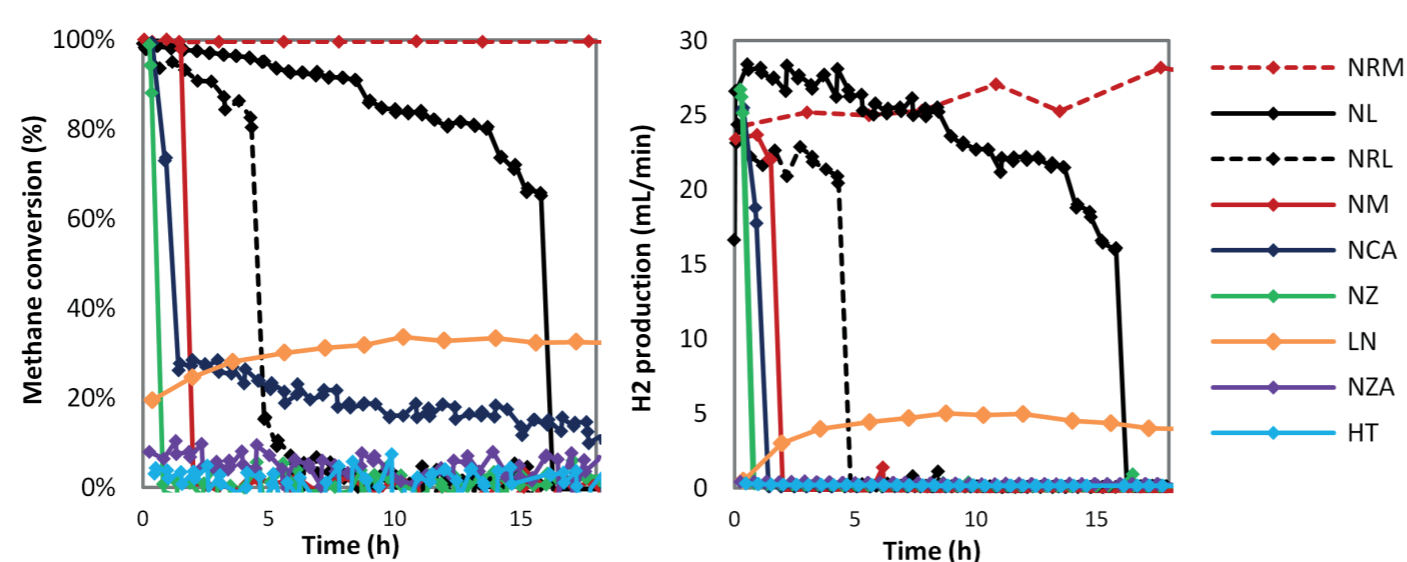 Methane conversion (%)
100%
80%
60%
40%
20%
0%
0
5
10
15
Time (h)
H2 production (mL/min)
30
25
20
15
10
5
0
0
5
10
15
Time (h)
NRM
NL
NRL
NM
NCA
NZ
LN
NZA
HT